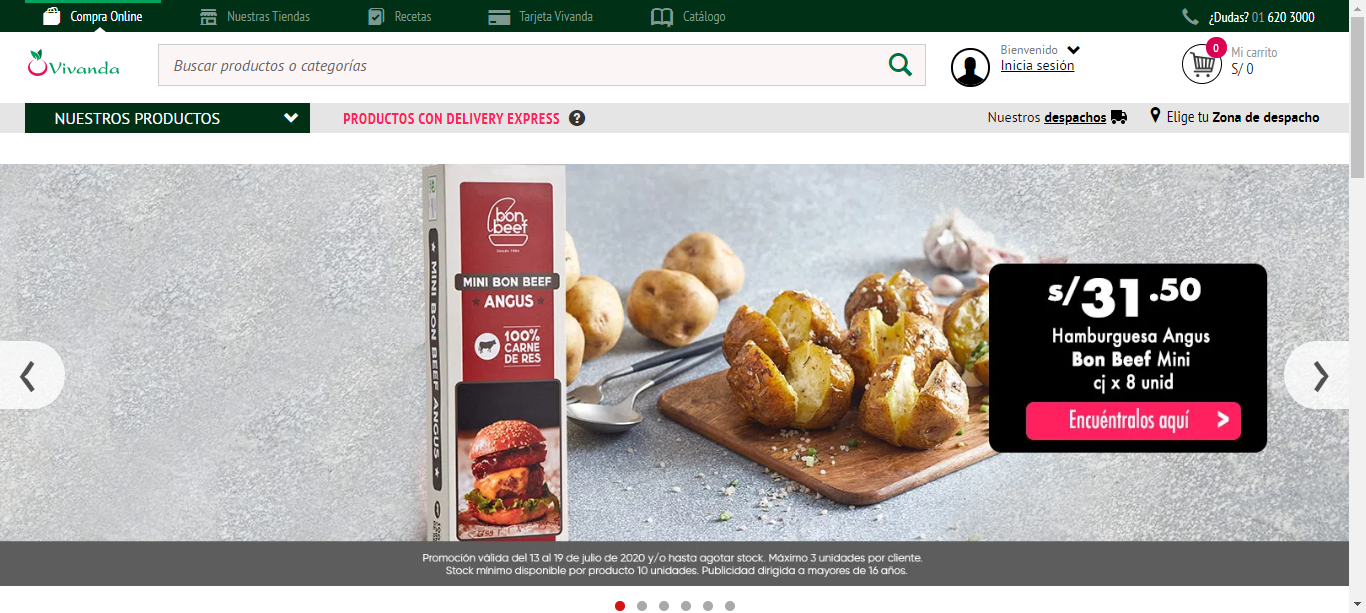 Compra Online
Nuestras Tiendas
Recetas
Tarjeta Vivanda
Catálogo
¿Dudas? 01 620 3000
Vivanda
Buscar productos o categorías
Bienvenido
Inicia sesión
0
Mi carrito
S/ 0
NUESTROS PRODUCTOS
PRODUCTOS CON DELIVERY EXPRESS ?
Nuestros despachos
Elige tu Zona de despacho
bon
beef
Desde 1984
MINI BON BEEF
ANGUS
100%
CARNE
DE RES
MINI BON BEEF ANGUS
S/31.50
Hamburguesa Angus
Bon Beef Mini
cj x 8 unid
Encuéntralos aquí >
Promoción válida del 13 al 19 de julio de 2020 y/o hasta agotar stock. Máximo 3 unidades por cliente.
Stock mínimo disponible por producto 10 unidades. Publicidad dirigida a mayores de 16 años.